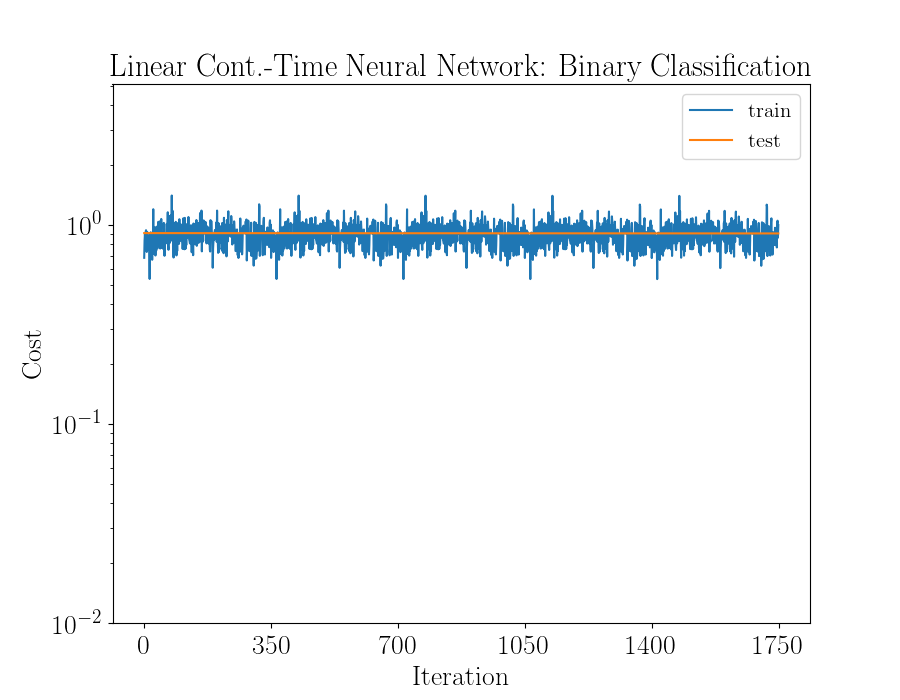 Linear Cont.-Time Neural Network: Binary Classification
train
test
10^0
10^-1
10^-2
Cost
0 350 700 1050 1400 1750
Iteration